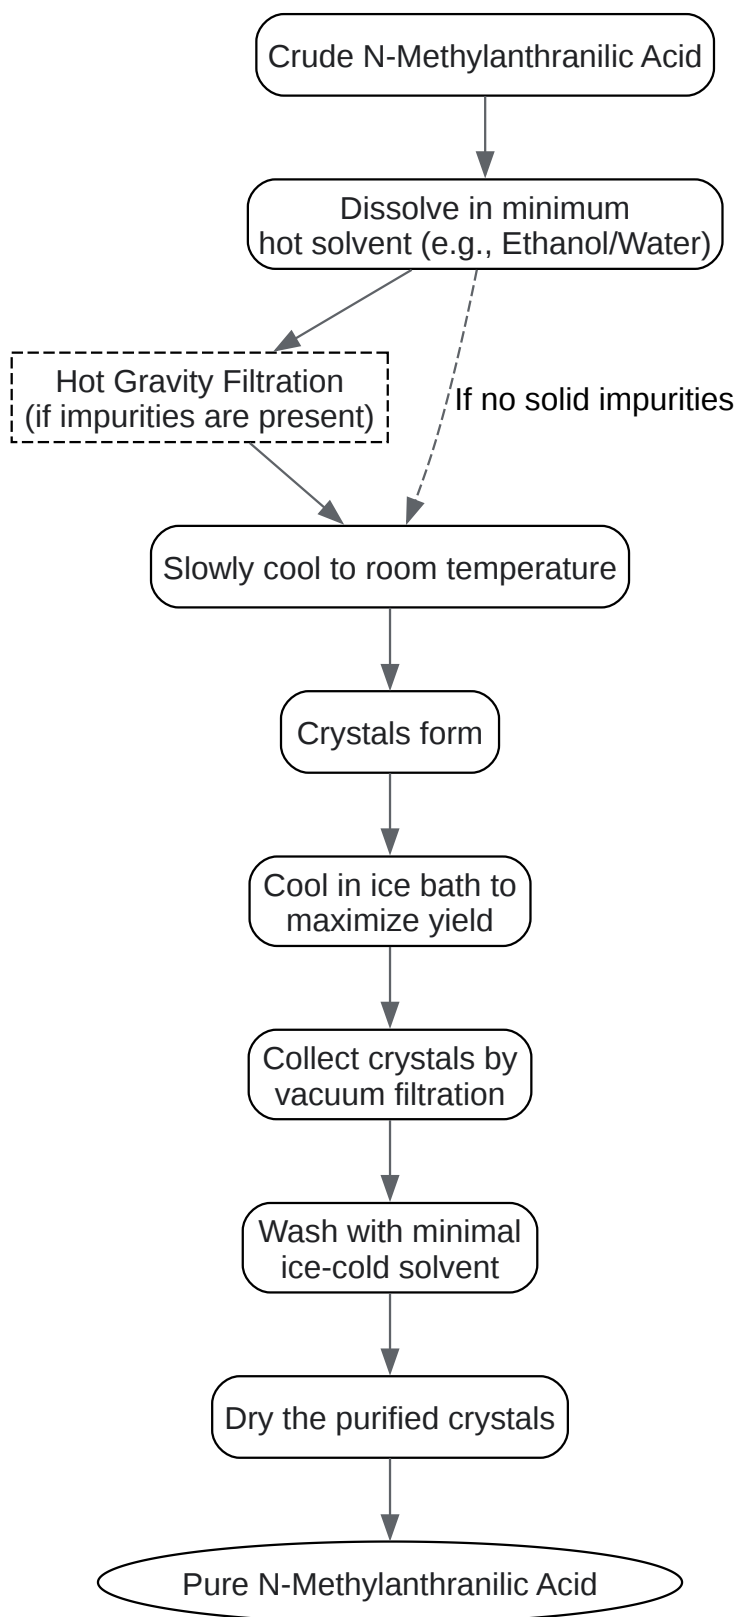 Crude N-Methylanthranilic Acid
Dissolve in minimum
hot solvent (e.g., Ethanol/Water)
Hot Gravity Filtration
(if impurities are present)
If no solid impurities
Slowly cool to room temperature
Crystals form
Cool in ice bath to
maximize yield
Collect crystals by
vacuum filtration
Wash with minimal
ice-cold solvent
Dry the purified crystals
Pure N-Methylanthranilic Acid